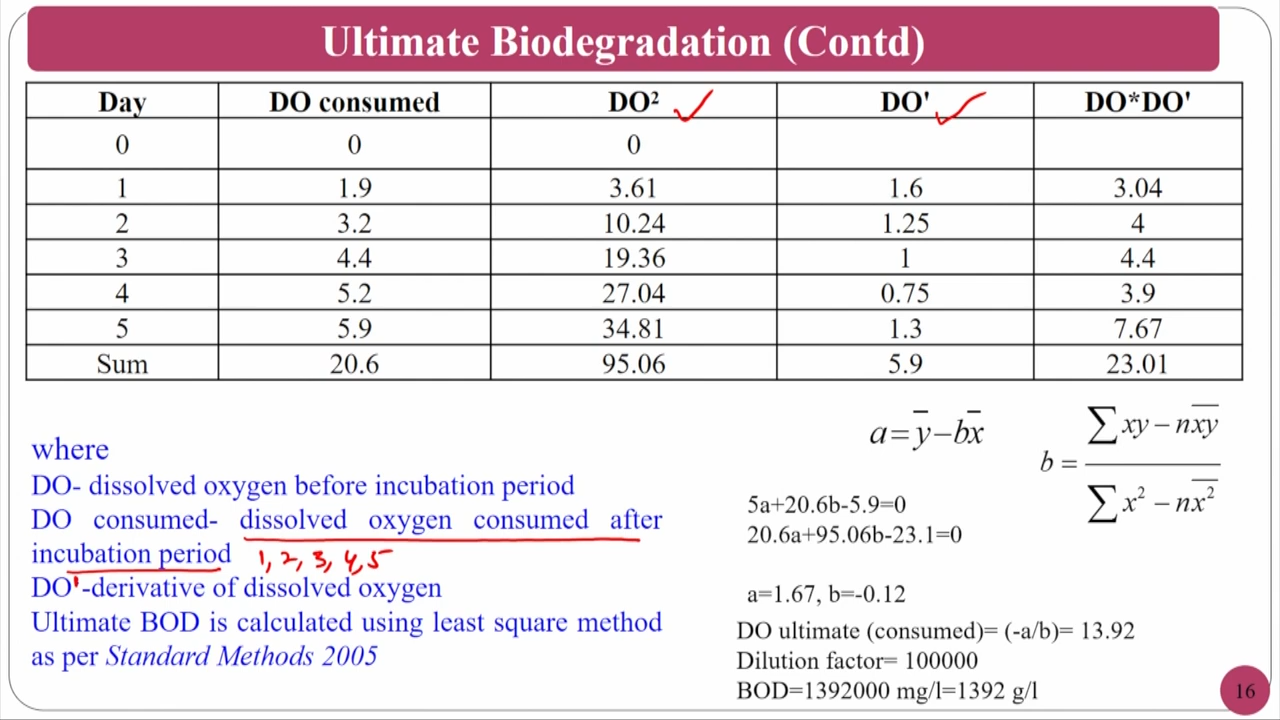 Ultimate Biodegradation (Contd)
Day DO consumed DO² DO' DO*DO'
0 0 0
1 1.9 3.61 1.6 3.04
2 3.2 10.24 1.25 4
3 4.4 19.36 1 4.4
4 5.2 27.04 0.75 3.9
5 5.9 34.81 1.3 7.67
Sum 20.6 95.06 5.9 23.01
where
DO- dissolved oxygen before incubation period
DO consumed- dissolved oxygen consumed after
incubation period 1, 2, 3, 4, 5
DO'-derivative of dissolved oxygen
Ultimate BOD is calculated using least square method
as per Standard Methods 2005
a = y̅ − bx̅
b = (∑ xy − n x̅y̅) / (∑ x² − n x̅²)
5a+20.6b-5.9=0
20.6a+95.06b-23.1=0
a=1.67, b=-0.12
DO ultimate (consumed)= (-a/b)= 13.92
Dilution factor= 100000
BOD=1392000 mg/l=1392 g/l
16